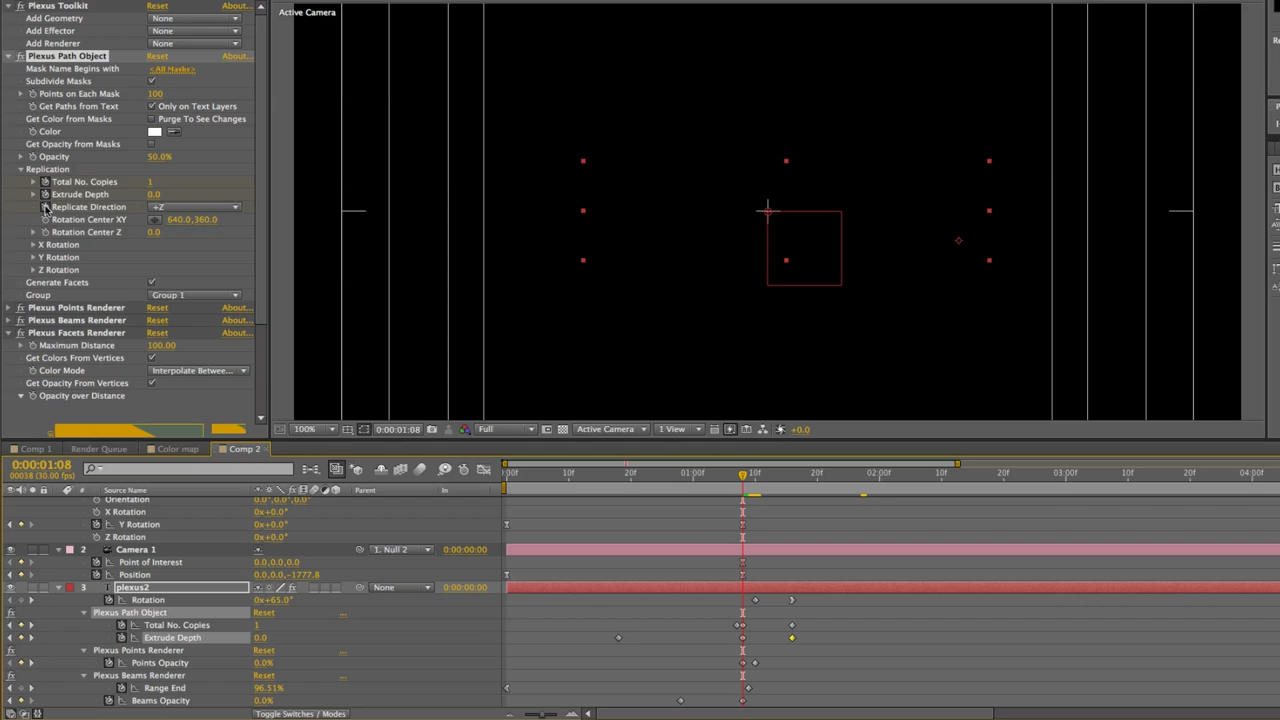 Plexus Toolkit Reset About...
Add Geometry None
Add Effector None
Add Renderer None
Plexus Path Object Reset About...
Mask Name Begins with <All Masks>
Subdivide Masks
Points on Each Mask 100
Get Paths from Text Only on Text Layers
Get Color from Masks Purge To See Changes
Color
Get Opacity from Masks
Opacity 50.0%
Replication
Total No. Copies 1
Extrude Depth 0.0
Replicate Direction +Z
Rotation Center XY 640.0,360.0
Rotation Center Z 0.0
X Rotation
Y Rotation
Z Rotation
Generate Facets
Group Group 1
Plexus Points Renderer Reset About...
Plexus Beams Renderer Reset About...
Plexus Facets Renderer Reset About...
Maximum Distance 100.00
Get Colors From Vertices
Color Mode Interpolate Betwee...
Get Opacity From Vertices
Opacity over Distance
Active Camera
100% 0:00:01:08 Full Active Camera 1 View +0.0
Comp 1 Render Queue Color map Comp 2
0:00:01:08
00038 (30.00 fps)
:00f 10f 20f 01:00f 10f 20f 02:00f 10f 20f 03:00f 10f 20f 04:00f
# Source Name Parent In
Orientation 0.0°,0.0°,0.0°
X Rotation 0x+0.0°
Y Rotation 0x+0.0°
Z Rotation 0x+0.0°
2 Camera 1 1. Null 2 0:00:00:00
Point of Interest 0.0,0.0,0.0
Position 0.0,0.0,-1777.8
3 T plexus2 None 0:00:00:00
Rotation 0x+65.0°
Plexus Path Object Reset ...
Total No. Copies 1
Extrude Depth 0.0
Plexus Points Renderer Reset ...
Points Opacity 0.0%
Plexus Beams Renderer Reset ...
Range End 96.51%
Beams Opacity 0.0%
Toggle Switches / Modes